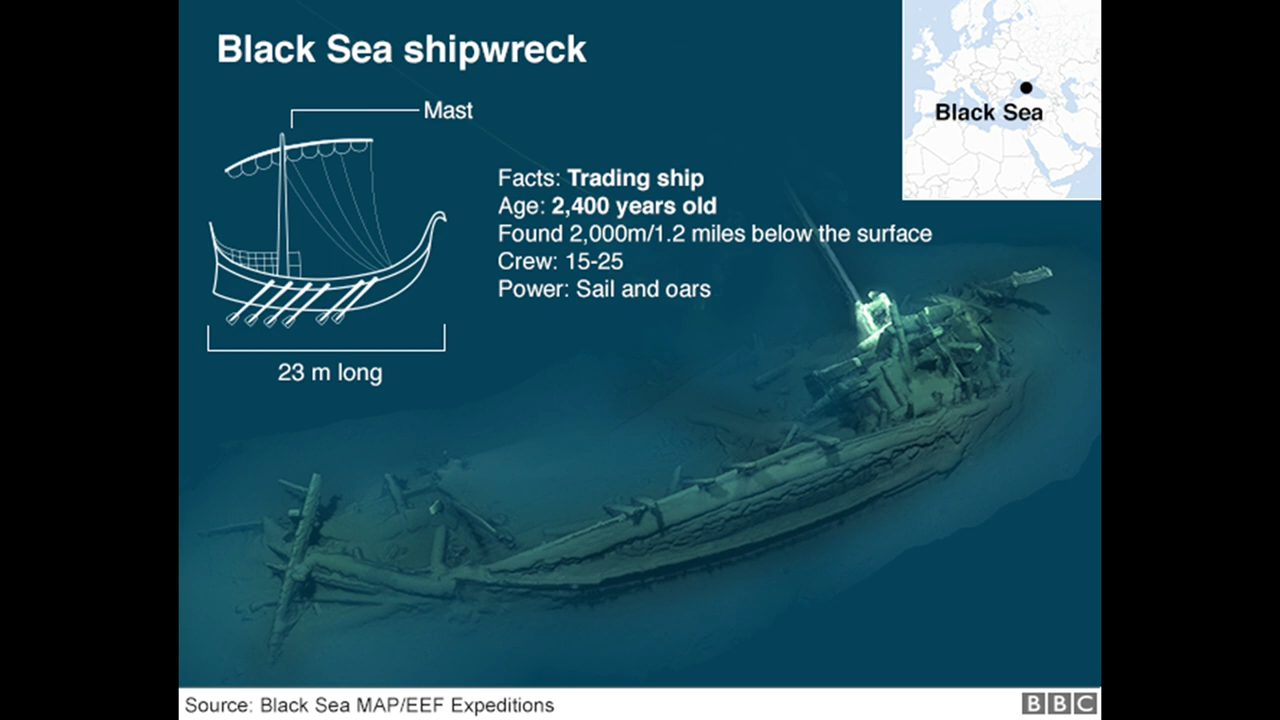 Black Sea shipwreck
Mast
Black Sea
Facts: Trading ship
Age: 2,400 years old
Found 2,000m/1.2 miles below the surface
Crew: 15-25
Power: Sail and oars
23 m long
Source: Black Sea MAP/EEF Expeditions
BBC